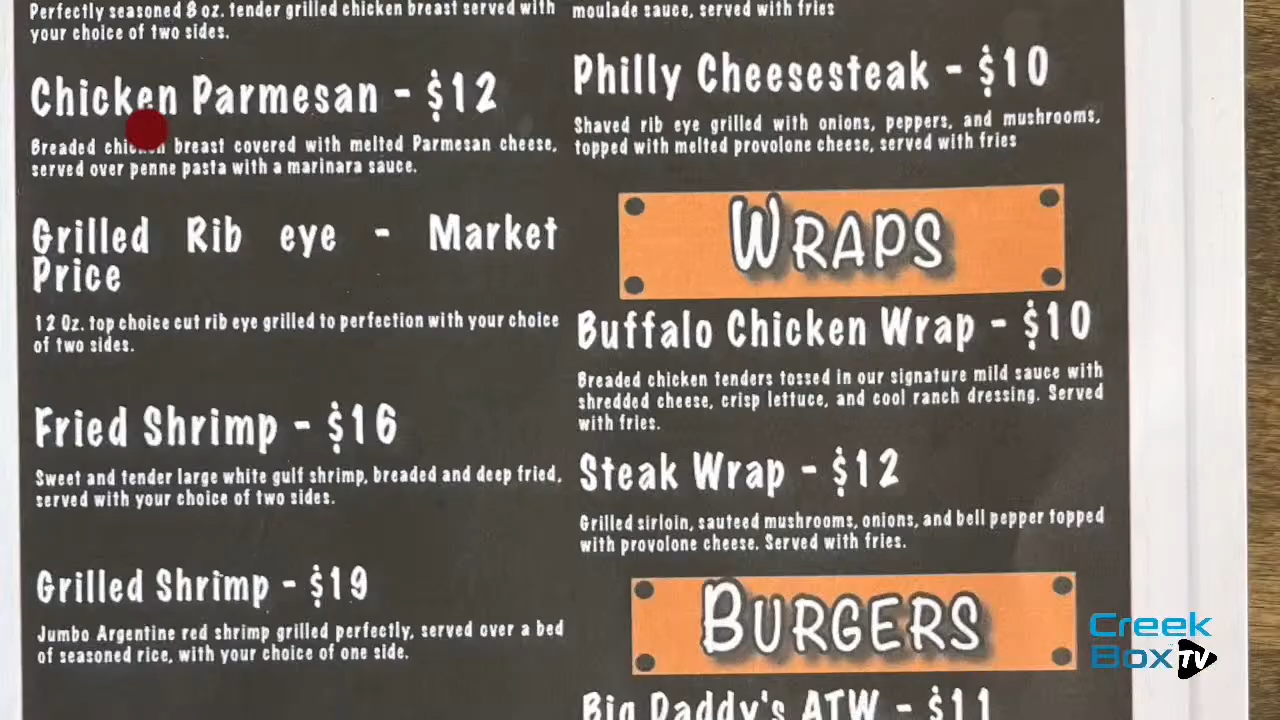 Perfectly seasoned 8 oz. tender grilled chicken breast served with
your choice of two sides.
Chicken Parmesan - $12
Breaded chicken breast covered with melted Parmesan cheese,
served over penne pasta with a marinara sauce.
Grilled Rib eye - Market
Price
12 Oz. top choice cut rib eye grilled to perfection with your choice
of two sides.
Fried Shrimp - $16
Sweet and tender large white gulf shrimp, breaded and deep fried,
served with your choice of two sides.
Grilled Shrimp - $19
Jumbo Argentine red shrimp grilled perfectly, served over a bed
of seasoned rice, with your choice of one side.
moulade sauce, served with fries
Philly Cheesesteak - $10
Shaved rib eye grilled with onions, peppers, and mushrooms,
topped with melted provolone cheese, served with fries
WRAPS
Buffalo Chicken Wrap - $10
Breaded chicken tenders tossed in our signature mild sauce with
shredded cheese, crisp lettuce, and cool ranch dressing. Served
with fries.
Steak Wrap - $12
Grilled sirloin, sauteed mushrooms, onions, and bell pepper topped
with provolone cheese. Served with fries.
BURGERS
Big Daddy's ATW - $11
Creek
Box TV